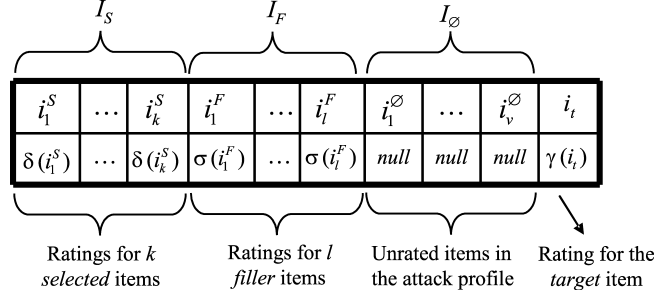 I_S I_F I_∅
i_1^S … i_k^S i_1^F … i_l^F i_1^∅ … i_v^∅ i_t
δ(i_1^S) … δ(i_k^S) σ(i_1^F) … σ(i_l^F) null null null γ(i_t)
Ratings for k Ratings for l Unrated items in Rating for the
selected items filler items the attack profile target item